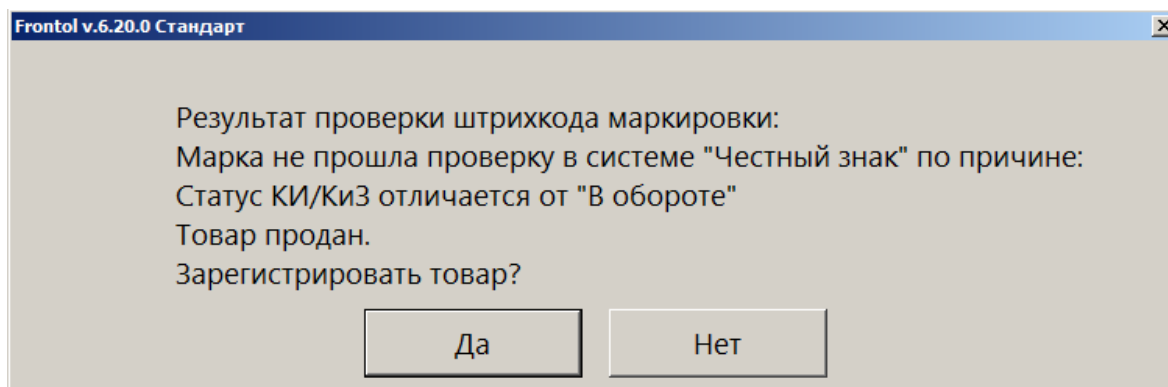 Frontol v.6.20.0 Стандарт
Результат проверки штрихкода маркировки:
Марка не прошла проверку в системе "Честный знак" по причине:
Статус КИ/КиЗ отличается от "В обороте"
Товар продан.
Зарегистрировать товар?
Да
Нет